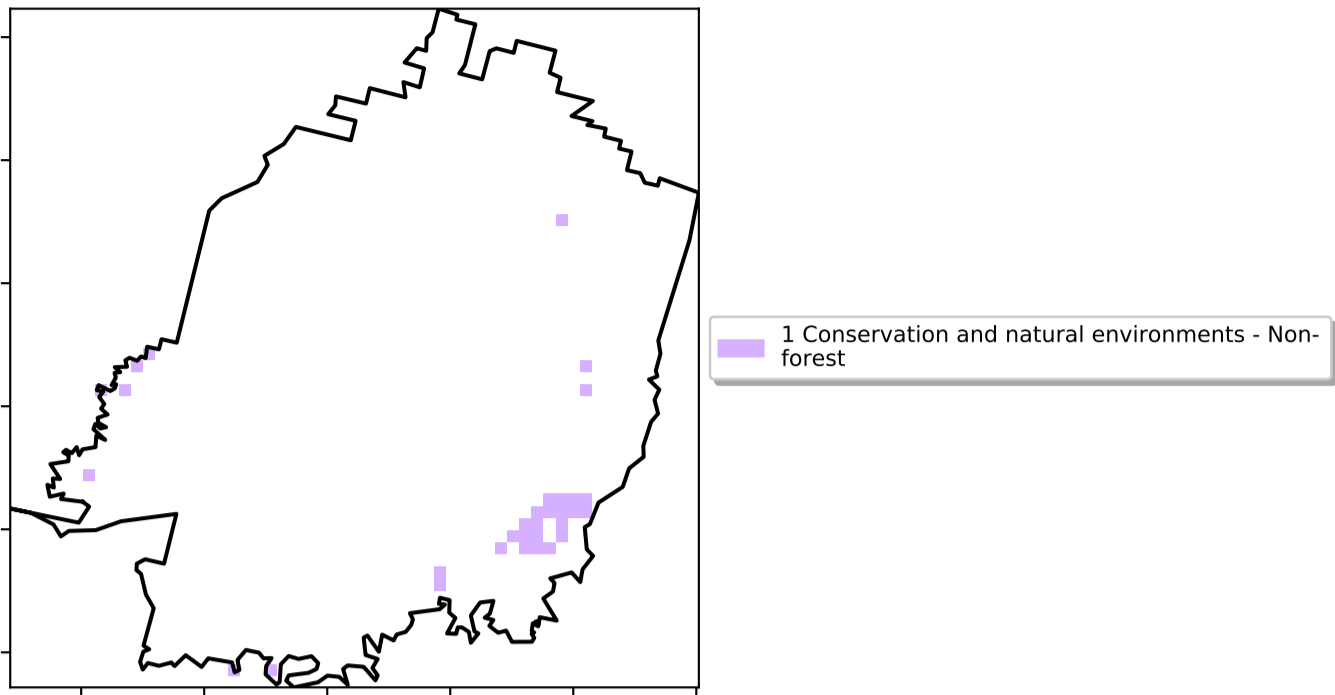 1 Conservation and natural environments - Non-
forest